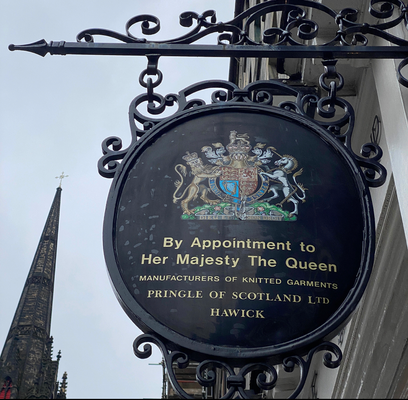 By Appointment to
Her Majesty The Queen
MANUFACTURERS OF KNITTED GARMENTS
PRINGLE OF SCOTLAND LTD
HAWICK